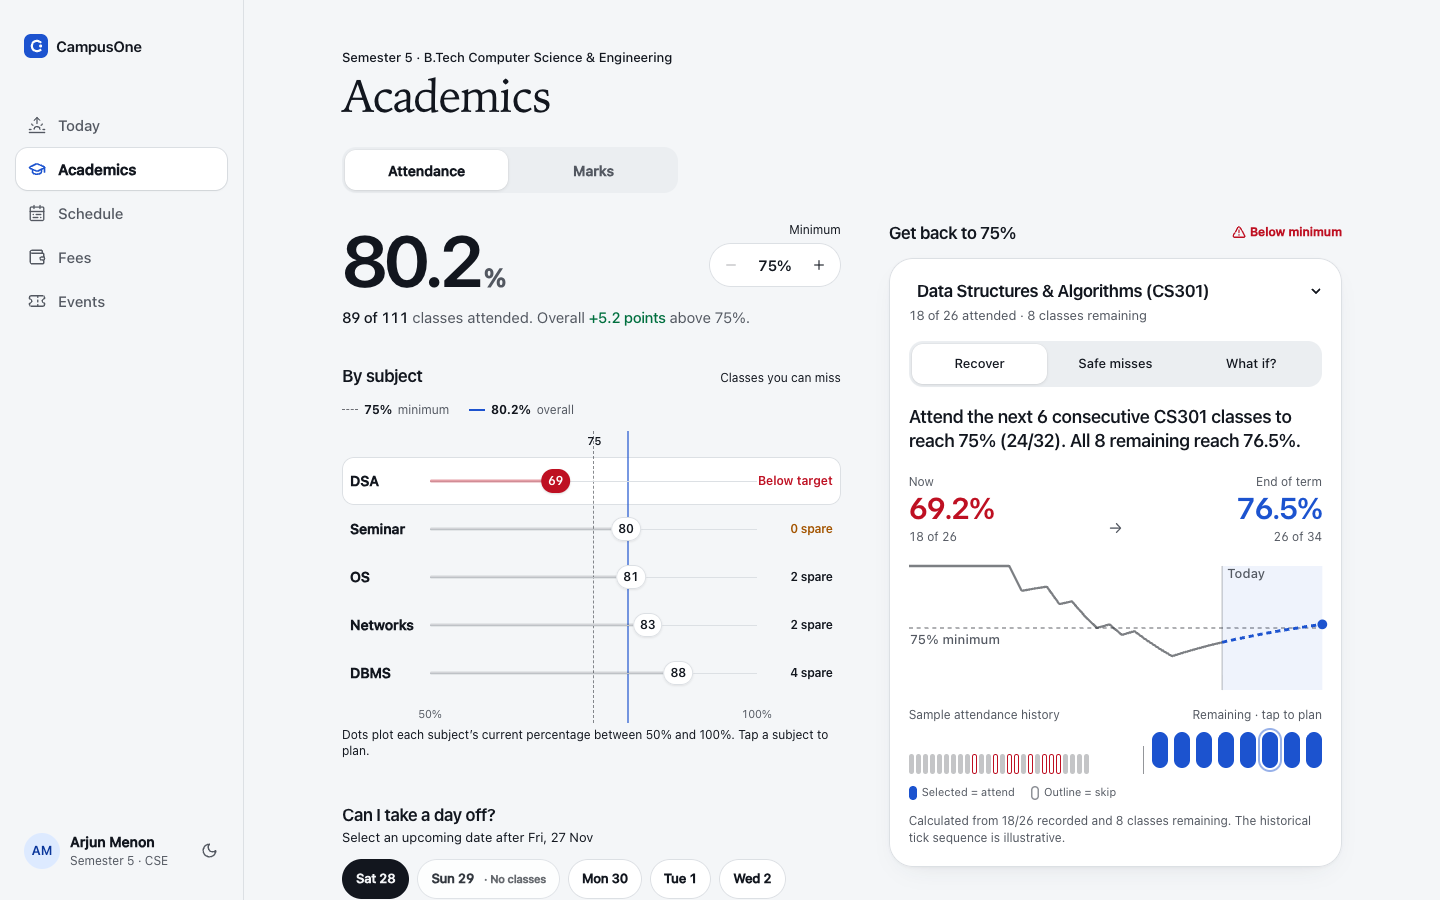 CampusOne
Today
Academics
Schedule
Fees
Events
AM
Arjun Menon
Semester 5 · CSE
Semester 5 · B.Tech Computer Science & Engineering
Academics
Attendance
Marks
80.2%
Minimum
75%
89 of 111 classes attended. Overall +5.2 points above 75%.
By subject
Classes you can miss
75% minimum
80.2% overall
75
DSA
69
Below target
Seminar
80
0 spare
OS
81
2 spare
Networks
83
2 spare
DBMS
88
4 spare
50%
100%
Dots plot each subject's current percentage between 50% and 100%. Tap a subject to
plan.
Can I take a day off?
Select an upcoming date after Fri, 27 Nov
Sat 28
Sun 29 · No classes
Mon 30
Tue 1
Wed 2
Get back to 75%
Below minimum
Data Structures & Algorithms (CS301)
18 of 26 attended · 8 classes remaining
Recover
Safe misses
What if?
Attend the next 6 consecutive CS301 classes to
reach 75% (24/32). All 8 remaining reach 76.5%.
Now
69.2%
18 of 26
→
End of term
76.5%
26 of 34
Today
75% minimum
Sample attendance history
Remaining · tap to plan
Selected = attend
Outline = skip
Calculated from 18/26 recorded and 8 classes remaining. The historical
tick sequence is illustrative.